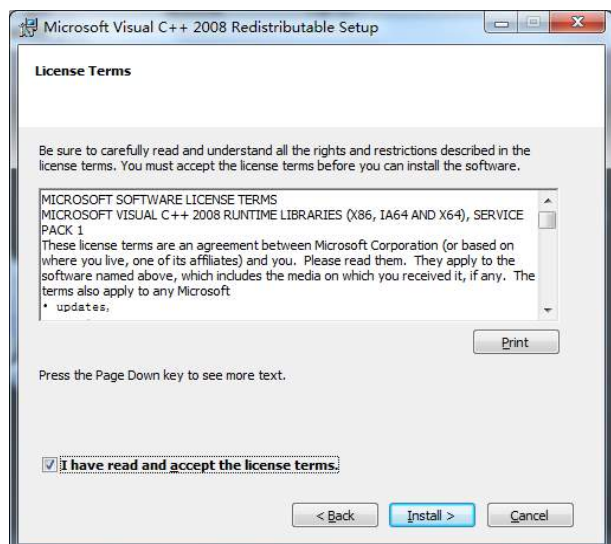 Microsoft Visual C++ 2008 Redistributable Setup
License Terms
Be sure to carefully read and understand all the rights and restrictions described in the
license terms. You must accept the license terms before you can install the software.
MICROSOFT SOFTWARE LICENSE TERMS
MICROSOFT VISUAL C++ 2008 RUNTIME LIBRARIES (X86, IA64 AND X64), SERVICE
PACK 1
These license terms are an agreement between Microsoft Corporation (or based on
where you live, one of its affiliates) and you.  Please read them.  They apply to the
software named above, which includes the media on which you received it, if any.  The
terms also apply to any Microsoft
• updates,
Print
Press the Page Down key to see more text.
I have read and accept the license terms.
< Back
Install >
Cancel